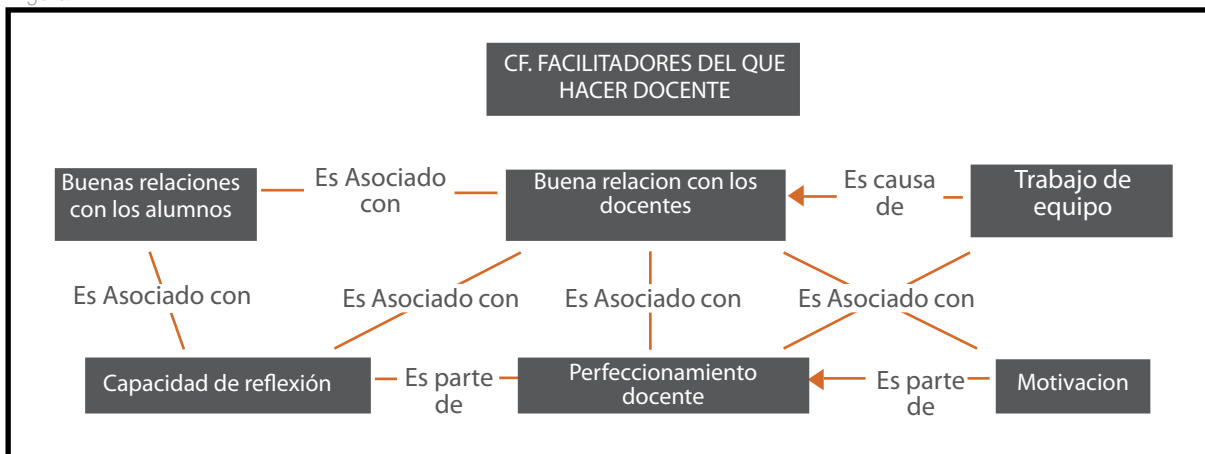 CF. FACILITADORES DEL QUE
HACER DOCENTE
Buenas relaciones
con los alumnos
Es Asociado
con
Buena relacion con los
docentes
Es causa
de
Trabajo de
equipo
Es Asociado con
Es Asociado con
Es Asociado con
Es Asociado con
Capacidad de reflexión
Es parte
de
Perfeccionamiento
docente
Es parte
de
Motivacion